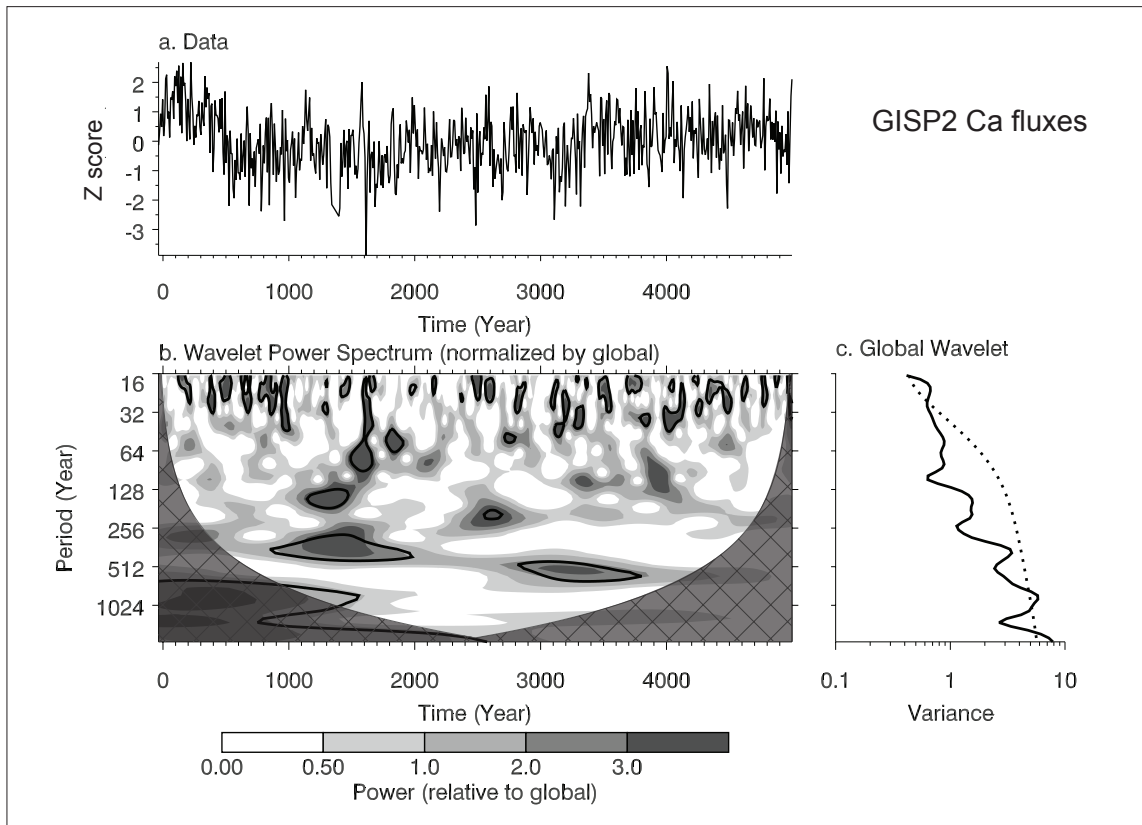 a. Data
GISP2 Ca fluxes
2
1
0
-1
-2
-3
Z score
0 1000 2000 3000 4000
Time (Year)
b. Wavelet Power Spectrum (normalized by global)
16
32
64
128
256
512
1024
Period (Year)
0 1000 2000 3000 4000
Time (Year)
c. Global Wavelet
0.1 1 10
Variance
0.00 0.50 1.0 2.0 3.0
Power (relative to global)